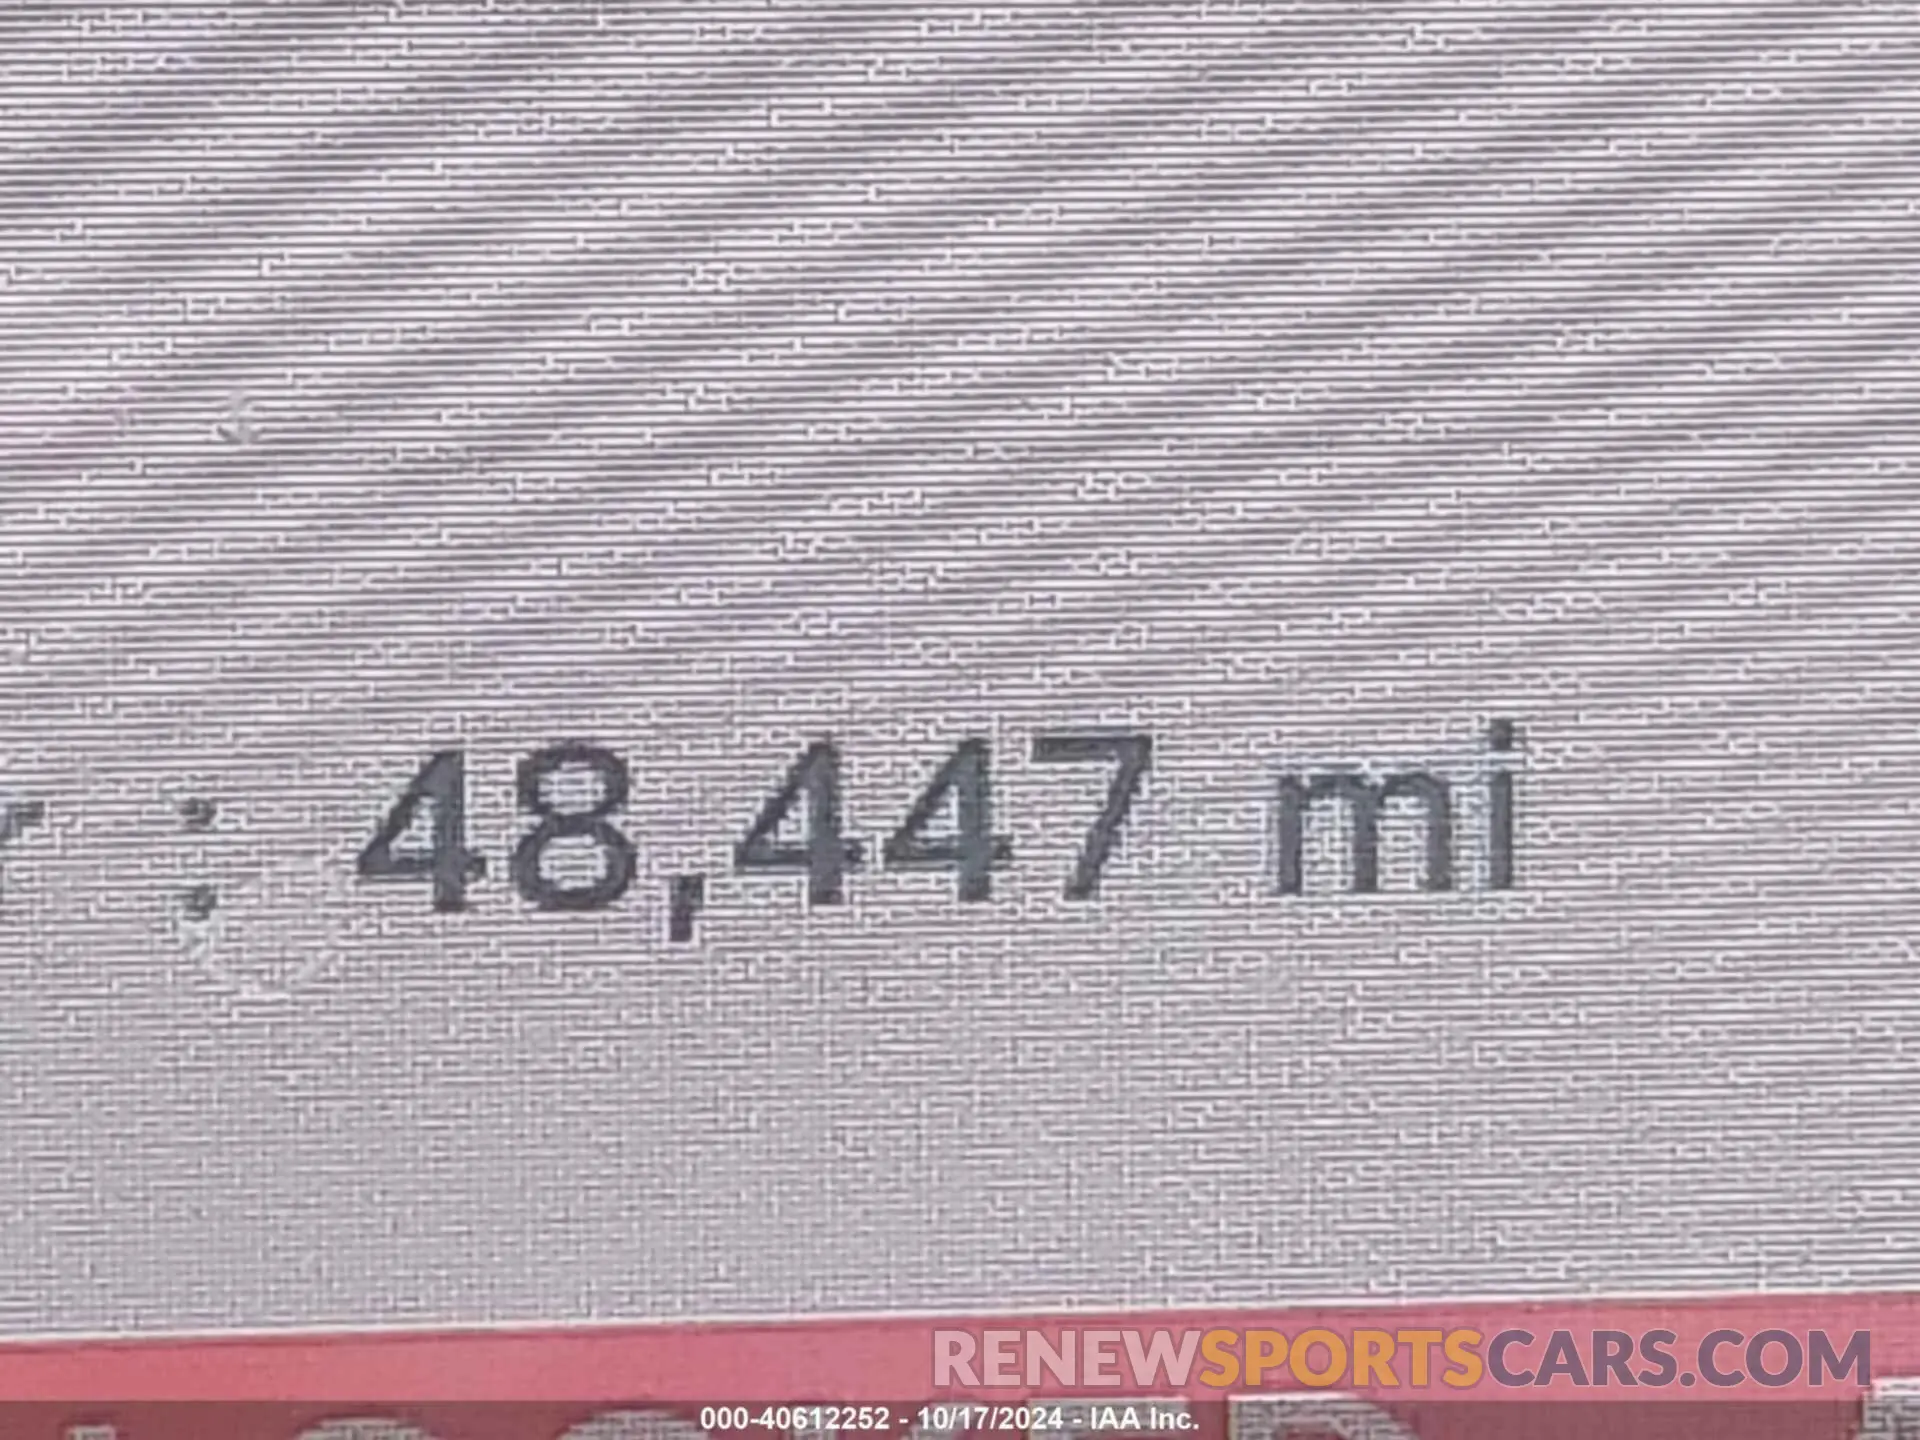 r : 48,447 mi
RENEWSPORTSCARS.COM
000-40612252 - 10/17/2024 - IAA Inc.